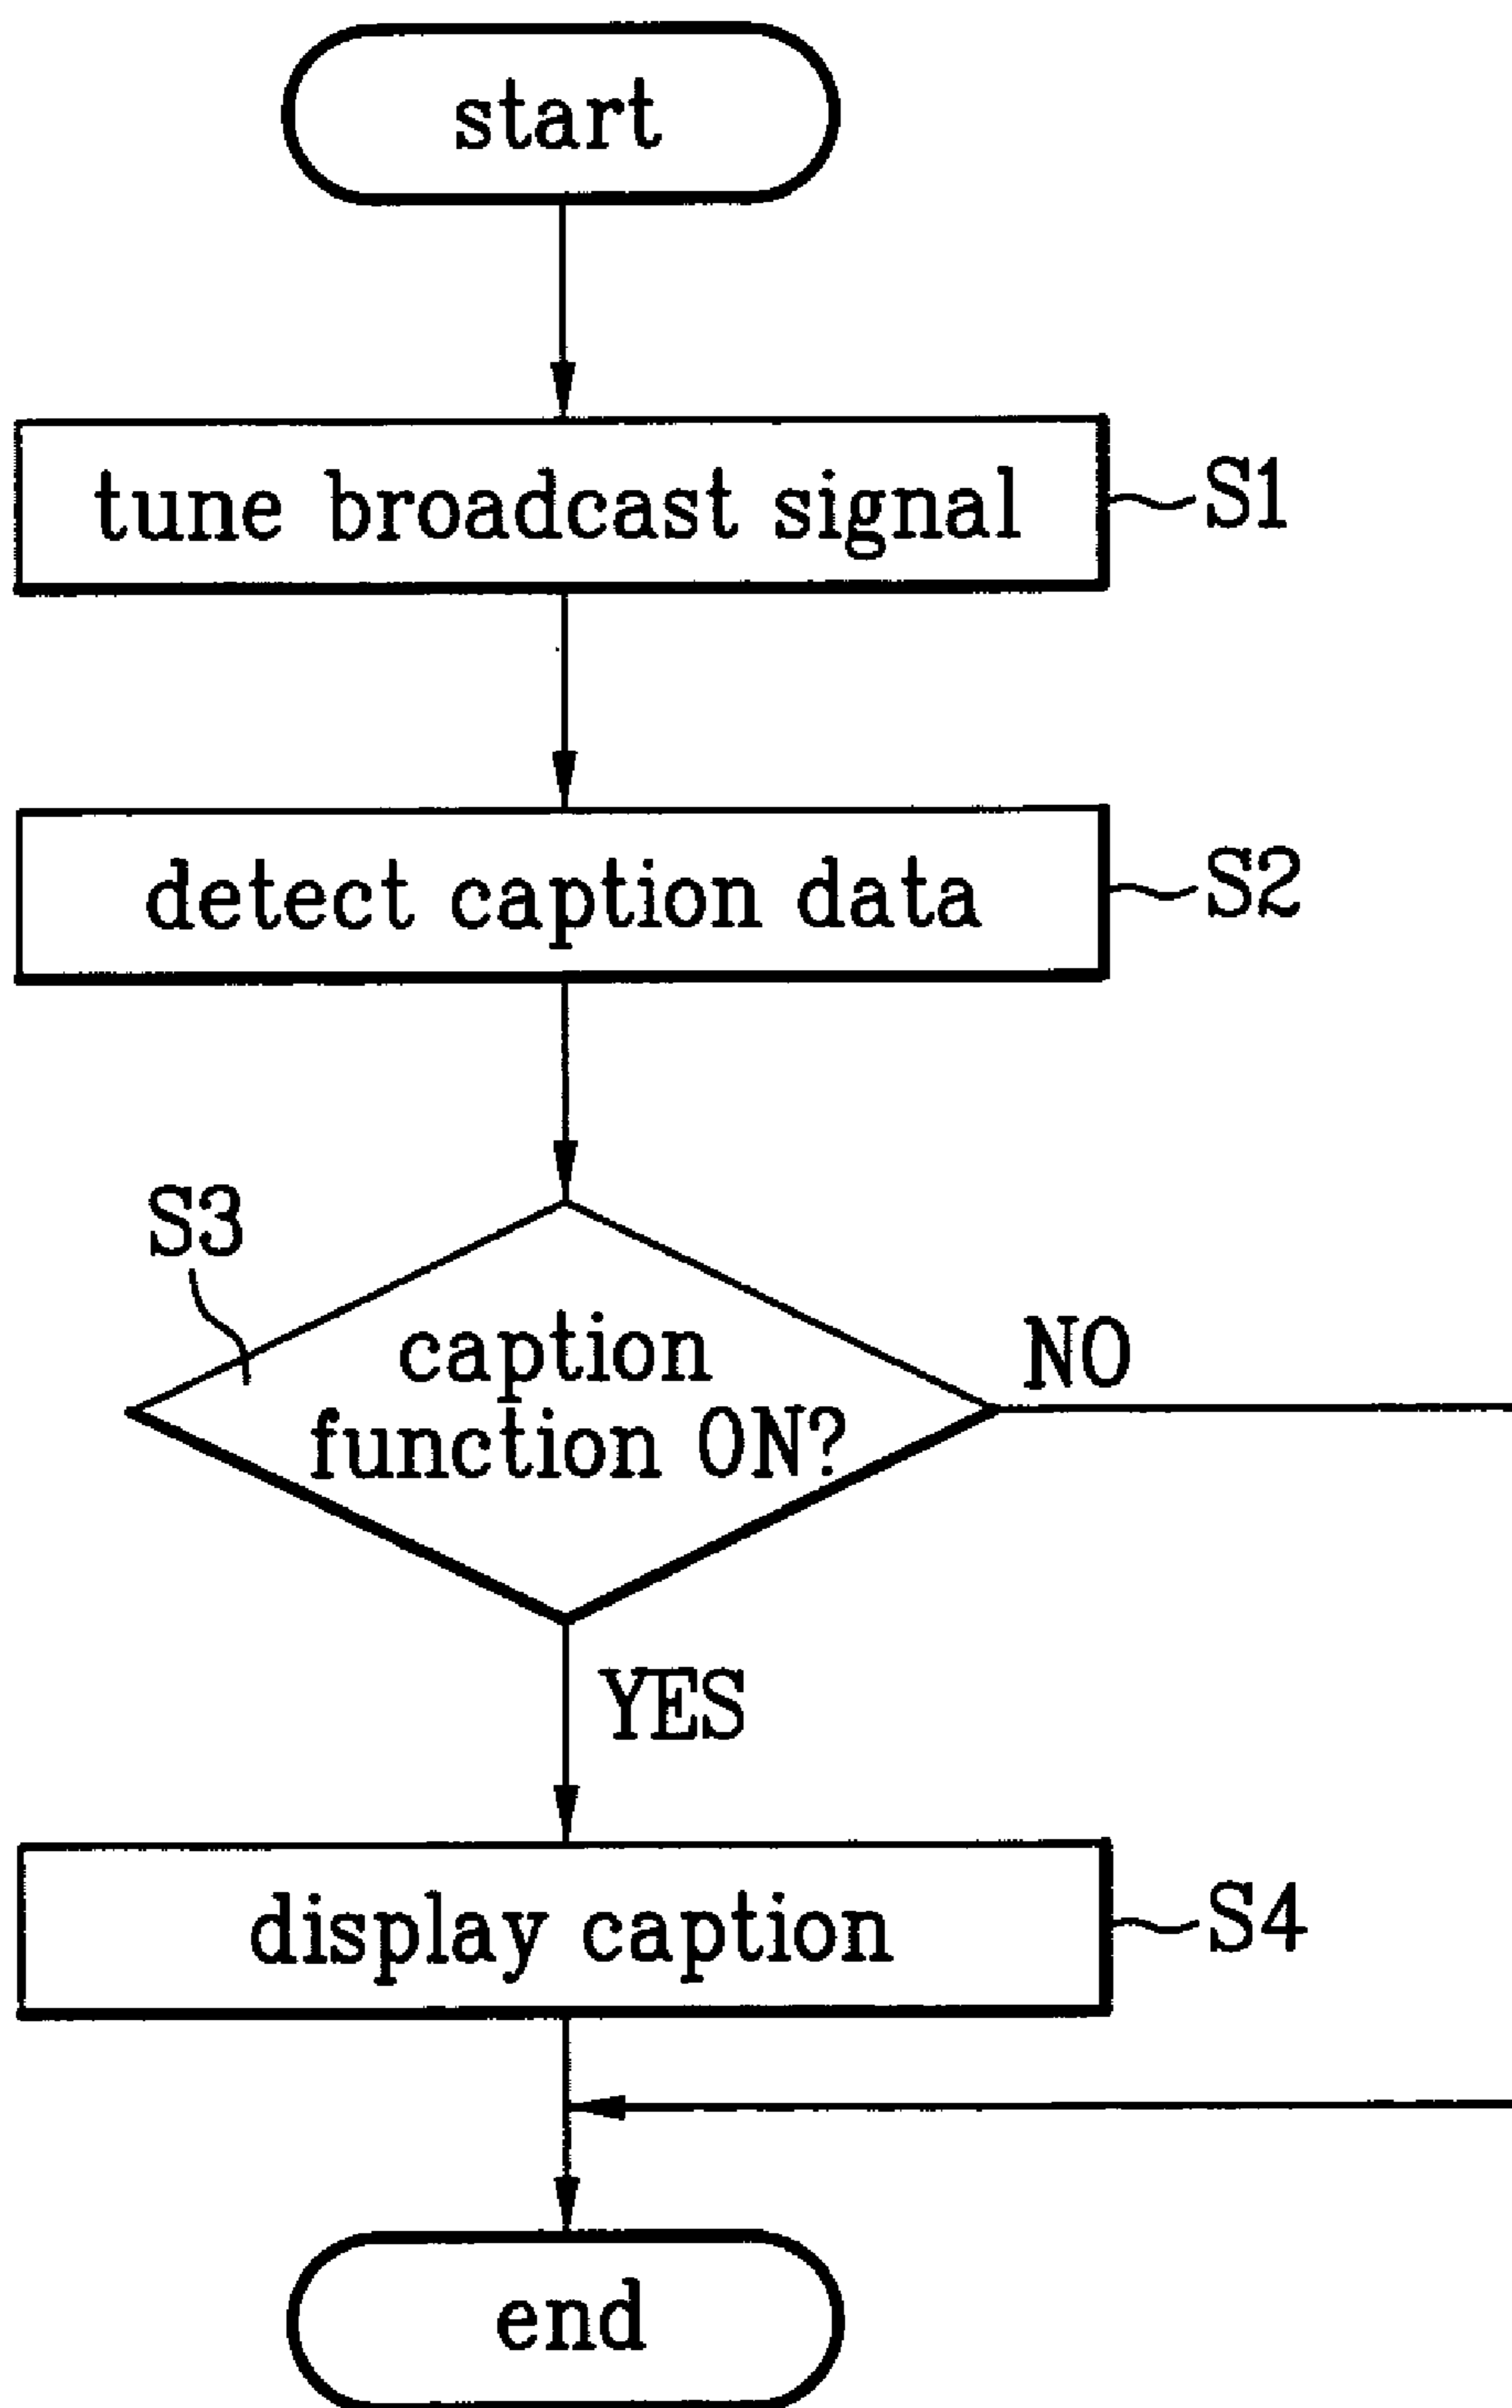 start
tune broadcast signal
S1
detect caption data
S2
S3
caption
function ON?
NO
YES
display caption
S4
end